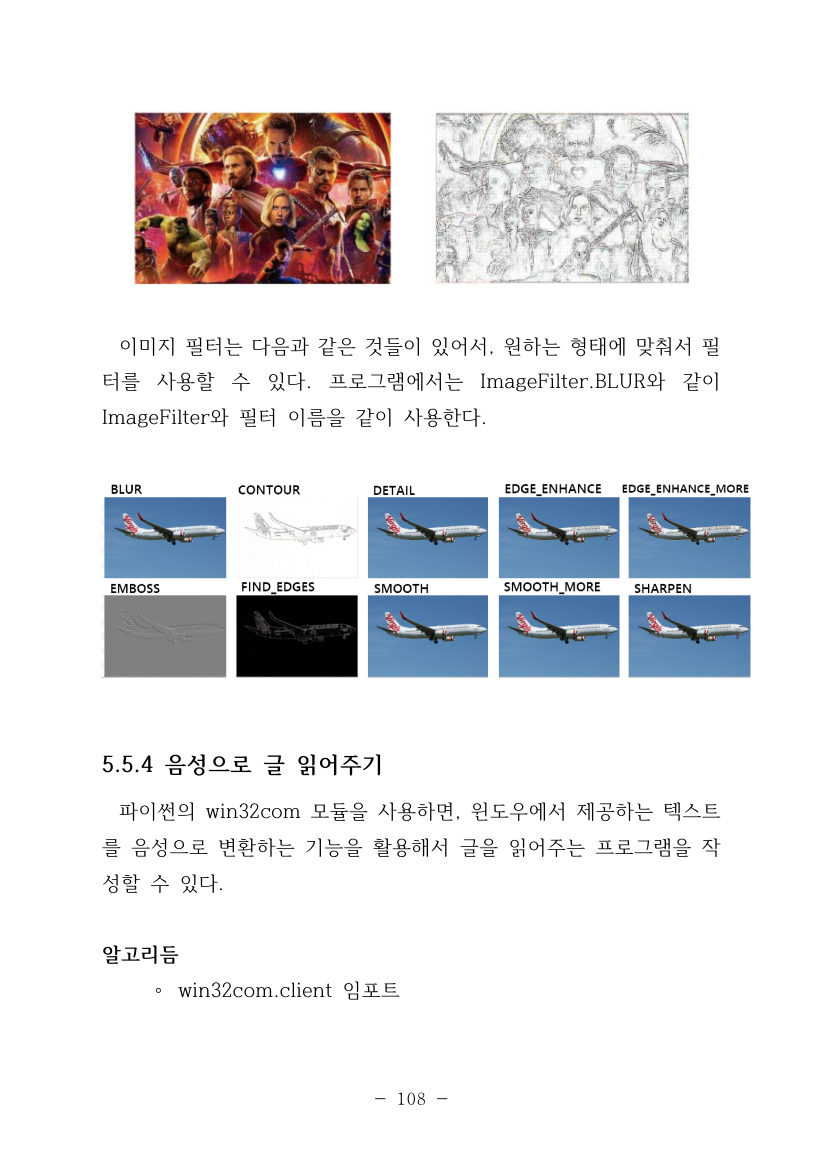 이미지 필터는 다음과 같은 것들이 있어서, 원하는 형태에 맞춰서 필
터를 사용할 수 있다. 프로그램에서는 ImageFilter.BLUR와 같이
ImageFilter와 필터 이름을 같이 사용한다.
BLUR CONTOUR DETAIL EDGE_ENHANCE EDGE_ENHANCE_MORE
EMBOSS FIND_EDGES SMOOTH SMOOTH_MORE SHARPEN
5.5.4 음성으로 글 읽어주기
파이썬의 win32com 모듈을 사용하면, 윈도우에서 제공하는 텍스트
를 음성으로 변환하는 기능을 활용해서 글을 읽어주는 프로그램을 작
성할 수 있다.
알고리듬
◦ win32com.client 임포트
- 108 -